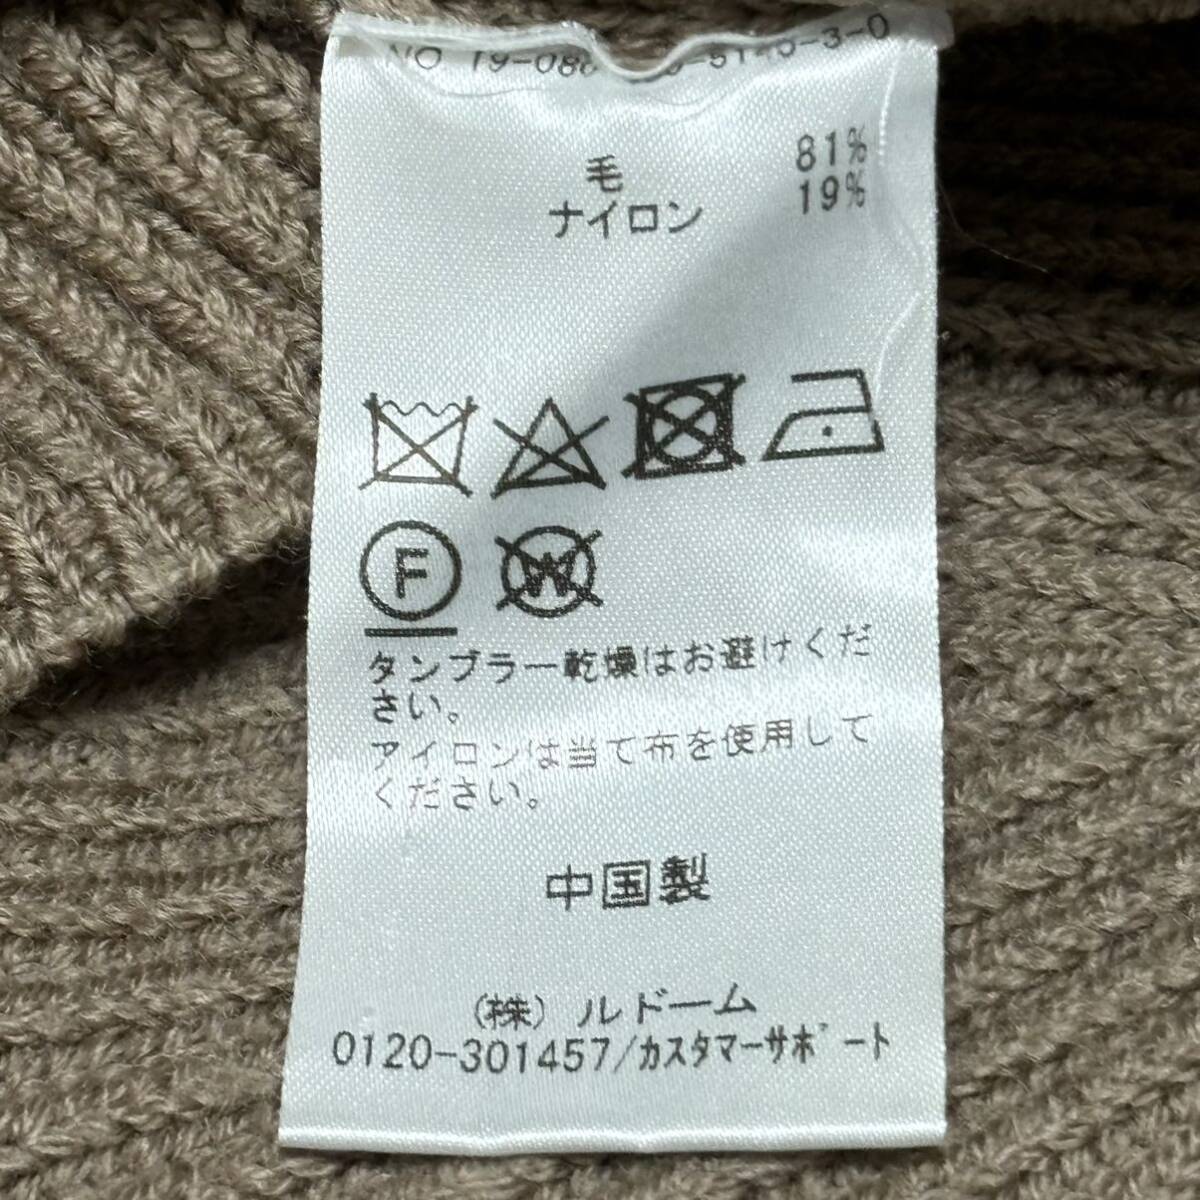 NO 19-08
毛 81%
ナイロン 19%
F W
タンブラー乾燥はお避けくだ
さい。
アイロンは当て布を使用して
ください。
中国製
(株) ルドーム
0120-301457/カスタマーサポート